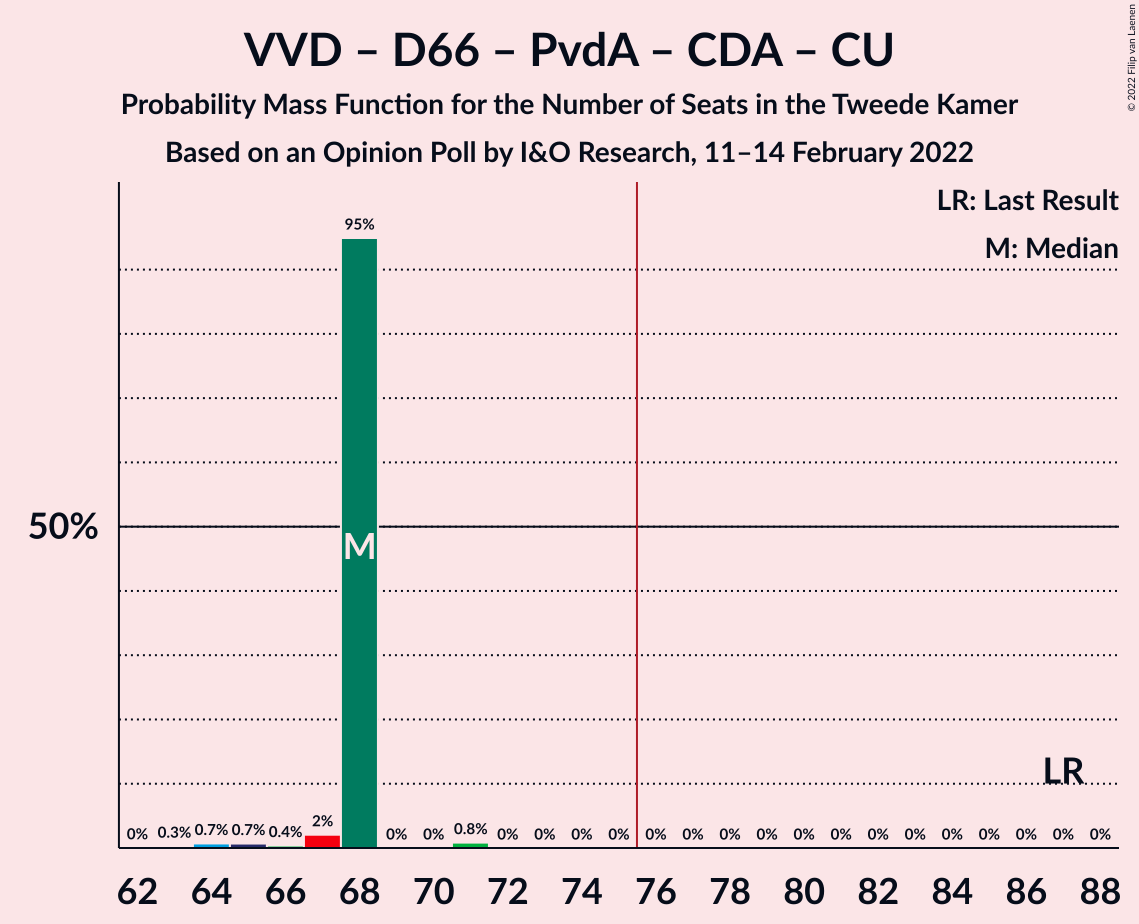 VVD – D66 – PvdA – CDA – CU
Probability Mass Function for the Number of Seats in the Tweede Kamer
Based on an Opinion Poll by I&O Research, 11–14 February 2022
© 2022 Filip van Laenen
LR: Last Result
M: Median
95%
50%
M
LR
0% 0.3% 0.7% 0.7% 0.4% 2% 0% 0% 0.8% 0% 0% 0% 0% 0% 0% 0% 0% 0% 0% 0% 0% 0% 0% 0% 0% 0%
62 64 66 68 70 72 74 76 78 80 82 84 86 88